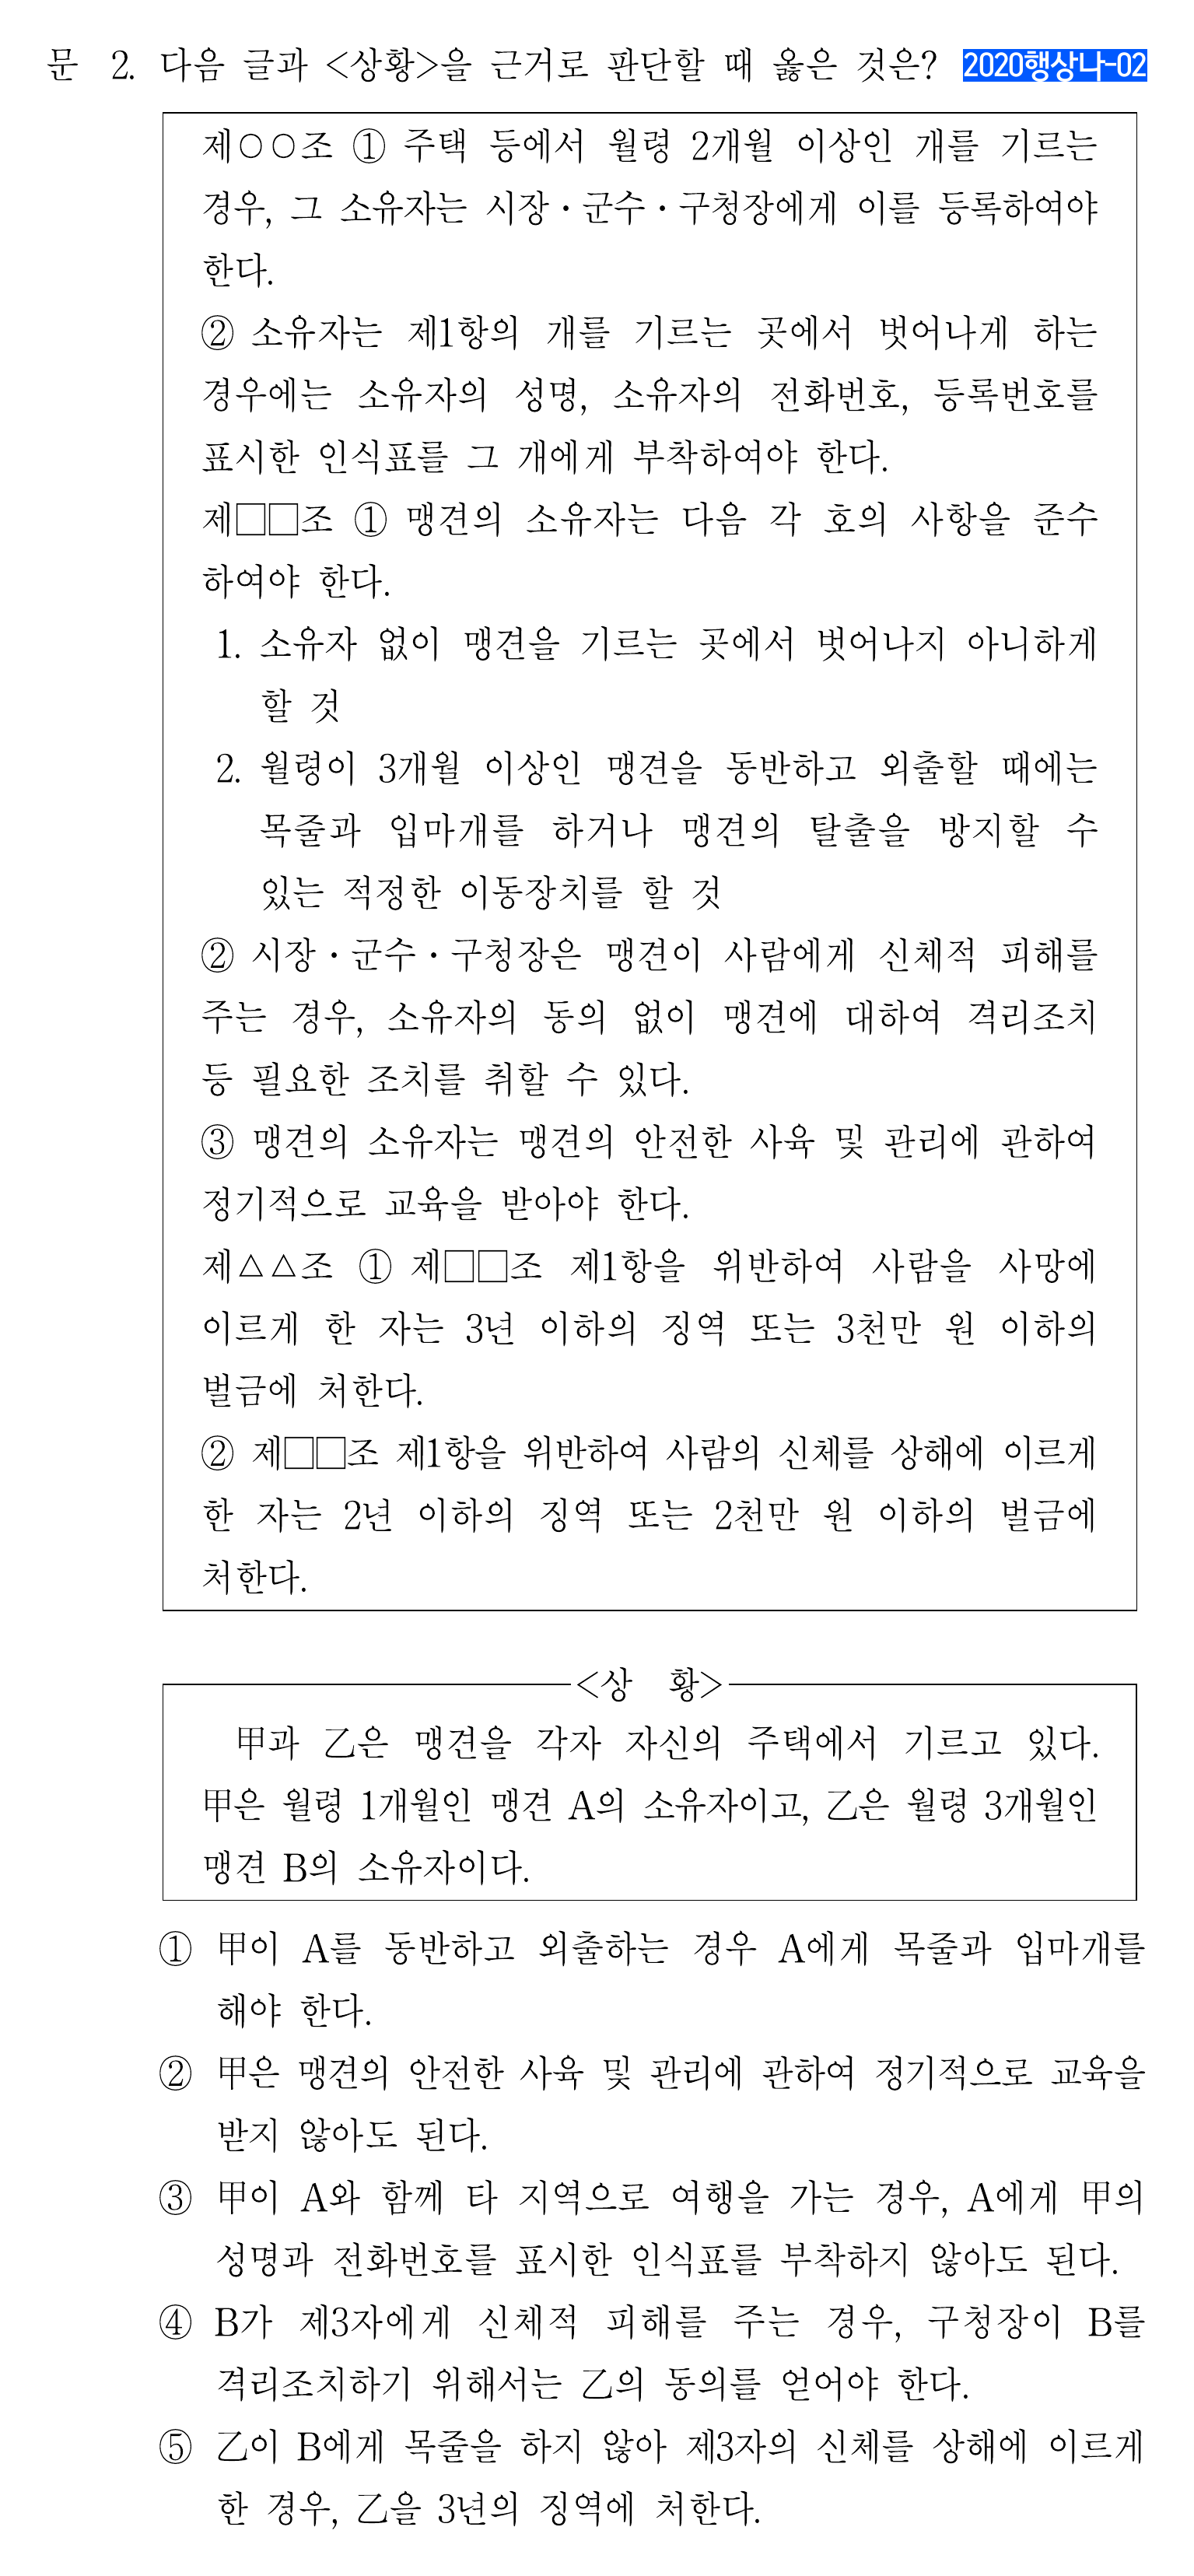 문 2. 다음 글과 <상황>을 근거로 판단할 때 옳은 것은? 2020행상나-02
제○○조 ① 주택 등에서 월령 2개월 이상인 개를 기르는
경우, 그 소유자는 시장・군수・구청장에게 이를 등록하여야
한다.
② 소유자는 제1항의 개를 기르는 곳에서 벗어나게 하는
경우에는 소유자의 성명, 소유자의 전화번호, 등록번호를
표시한 인식표를 그 개에게 부착하여야 한다.
제□□조 ① 맹견의 소유자는 다음 각 호의 사항을 준수
하여야 한다.
1. 소유자 없이 맹견을 기르는 곳에서 벗어나지 아니하게
할 것
2. 월령이 3개월 이상인 맹견을 동반하고 외출할 때에는
목줄과 입마개를 하거나 맹견의 탈출을 방지할 수
있는 적정한 이동장치를 할 것
② 시장・군수・구청장은 맹견이 사람에게 신체적 피해를
주는 경우, 소유자의 동의 없이 맹견에 대하여 격리조치
등 필요한 조치를 취할 수 있다.
③ 맹견의 소유자는 맹견의 안전한 사육 및 관리에 관하여
정기적으로 교육을 받아야 한다.
제△△조 ① 제□□조 제1항을 위반하여 사람을 사망에
이르게 한 자는 3년 이하의 징역 또는 3천만 원 이하의
벌금에 처한다.
② 제□□조 제1항을 위반하여 사람의 신체를 상해에 이르게
한 자는 2년 이하의 징역 또는 2천만 원 이하의 벌금에
처한다.
<상 황>
甲과 乙은 맹견을 각자 자신의 주택에서 기르고 있다.
甲은 월령 1개월인 맹견 A의 소유자이고, 乙은 월령 3개월인
맹견 B의 소유자이다.
① 甲이 A를 동반하고 외출하는 경우 A에게 목줄과 입마개를
해야 한다.
② 甲은 맹견의 안전한 사육 및 관리에 관하여 정기적으로 교육을
받지 않아도 된다.
③ 甲이 A와 함께 타 지역으로 여행을 가는 경우, A에게 甲의
성명과 전화번호를 표시한 인식표를 부착하지 않아도 된다.
④ B가 제3자에게 신체적 피해를 주는 경우, 구청장이 B를
격리조치하기 위해서는 乙의 동의를 얻어야 한다.
⑤ 乙이 B에게 목줄을 하지 않아 제3자의 신체를 상해에 이르게
한 경우, 乙을 3년의 징역에 처한다.